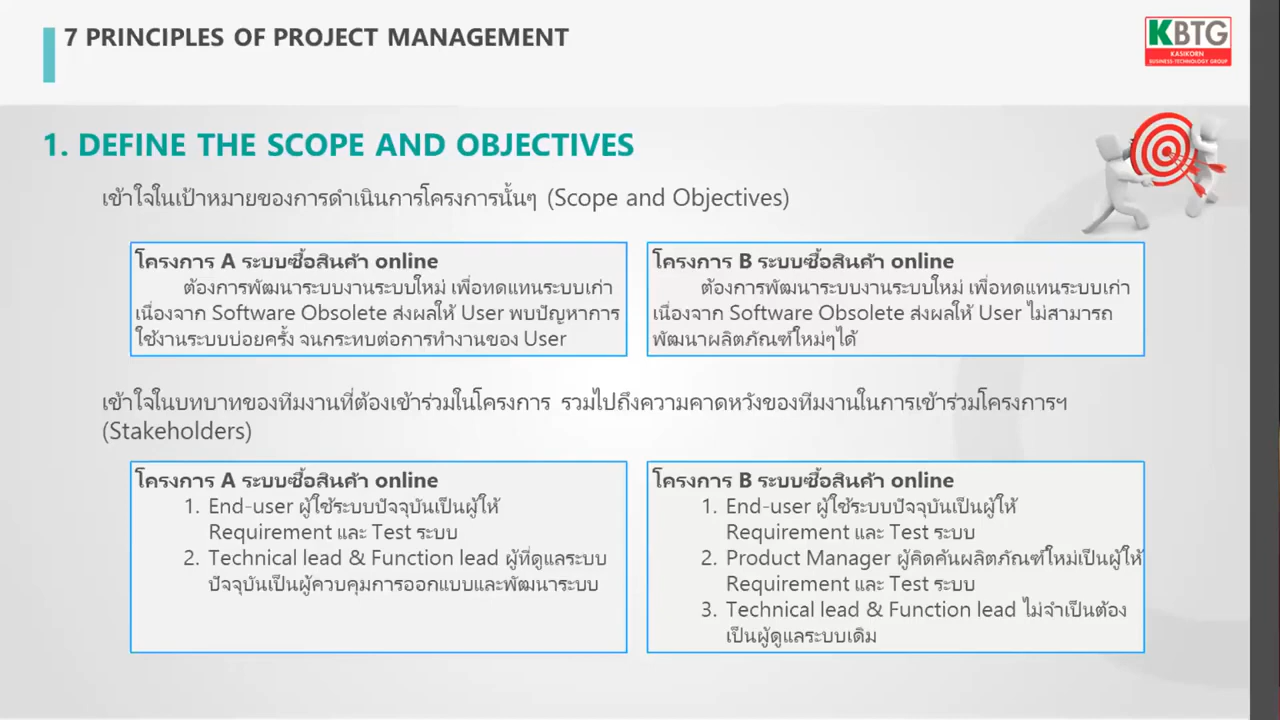 7 PRINCIPLES OF PROJECT MANAGEMENT
KBTG
KASIKORN
BUSINESS-TECHNOLOGY GROUP
1. DEFINE THE SCOPE AND OBJECTIVES
เข้าใจในเป้าหมายของการดำเนินการโครงการนั้นๆ (Scope and Objectives)
โครงการ A ระบบซื้อสินค้า online
ต้องการพัฒนาระบบงานระบบใหม่ เพื่อทดแทนระบบเก่า
เนื่องจาก Software Obsolete ส่งผลให้ User พบปัญหาการ
ใช้งานระบบบ่อยครั้ง จนกระทบต่อการทำงานของ User
โครงการ B ระบบซื้อสินค้า online
ต้องการพัฒนาระบบงานระบบใหม่ เพื่อทดแทนระบบเก่า
เนื่องจาก Software Obsolete ส่งผลให้ User ไม่สามารถ
พัฒนาผลิตภัณฑ์ใหม่ๆได้
เข้าใจในบทบาทของทีมงานที่ต้องเข้าร่วมในโครงการ รวมไปถึงความคาดหวังของทีมงานในการเข้าร่วมโครงการฯ
(Stakeholders)
โครงการ A ระบบซื้อสินค้า online
1. End-user ผู้ใช้ระบบปัจจุบันเป็นผู้ให้
Requirement และ Test ระบบ
2. Technical lead & Function lead ผู้ที่ดูแลระบบ
ปัจจุบันเป็นผู้ควบคุมการออกแบบและพัฒนาระบบ
โครงการ B ระบบซื้อสินค้า online
1. End-user ผู้ใช้ระบบปัจจุบันเป็นผู้ให้
Requirement และ Test ระบบ
2. Product Manager ผู้คิดค้นผลิตภัณฑ์ใหม่เป็นผู้ให้
Requirement และ Test ระบบ
3. Technical lead & Function lead ไม่จำเป็นต้อง
เป็นผู้ดูแลระบบเดิม